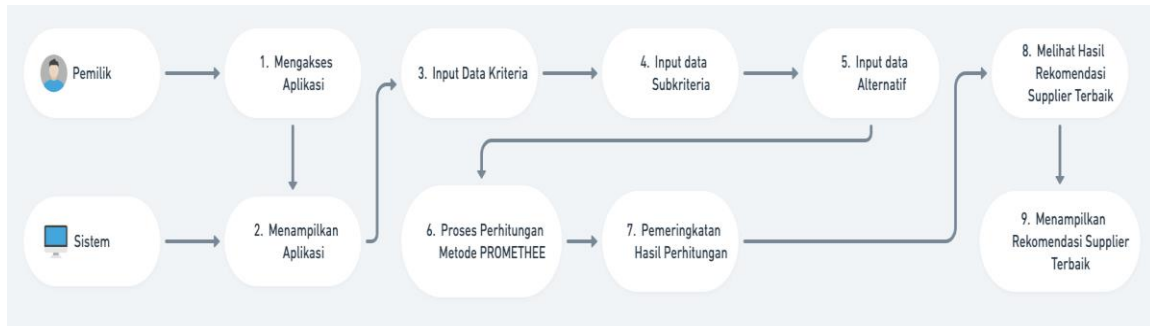 Pemilik
1. Mengakses
Aplikasi
3. Input Data Kriteria
4. Input data
Subkriteria
5. Input data
Alternatif
8. Melihat Hasil
Rekomendasi
Supplier Terbaik
Sistem
2. Menampilkan
Aplikasi
6. Proses Perhitungan
Metode PROMETHEE
7. Pemeringkatan
Hasil Perhitungan
9. Menampilkan
Rekomendasi Supplier
Terbaik